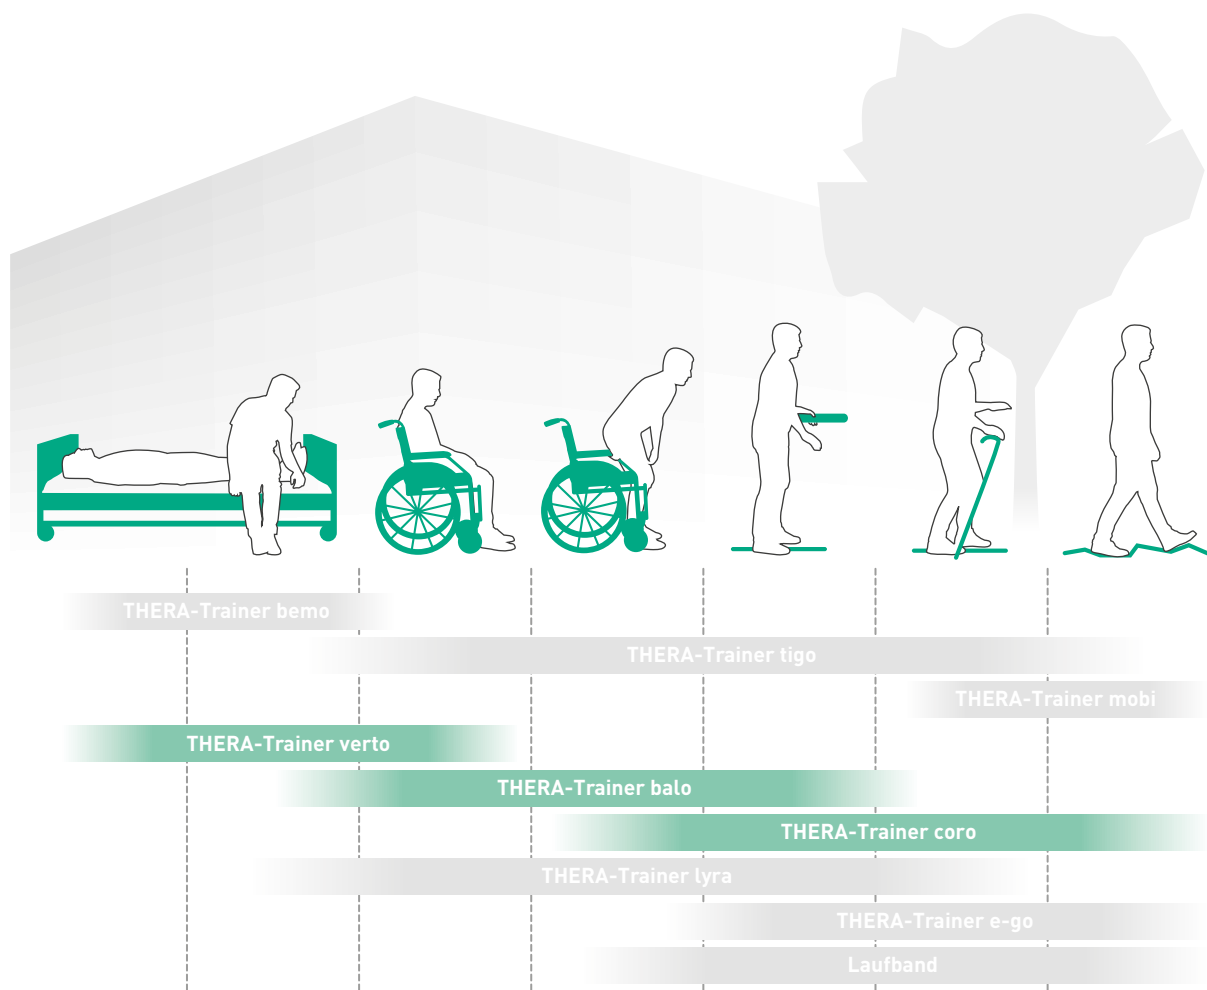 THERA-Trainer bemo
THERA-Trainer tigo
THERA-Trainer mobi
THERA-Trainer verto
THERA-Trainer balo
THERA-Trainer coro
THERA-Trainer lyra
THERA-Trainer e-go
Laufband